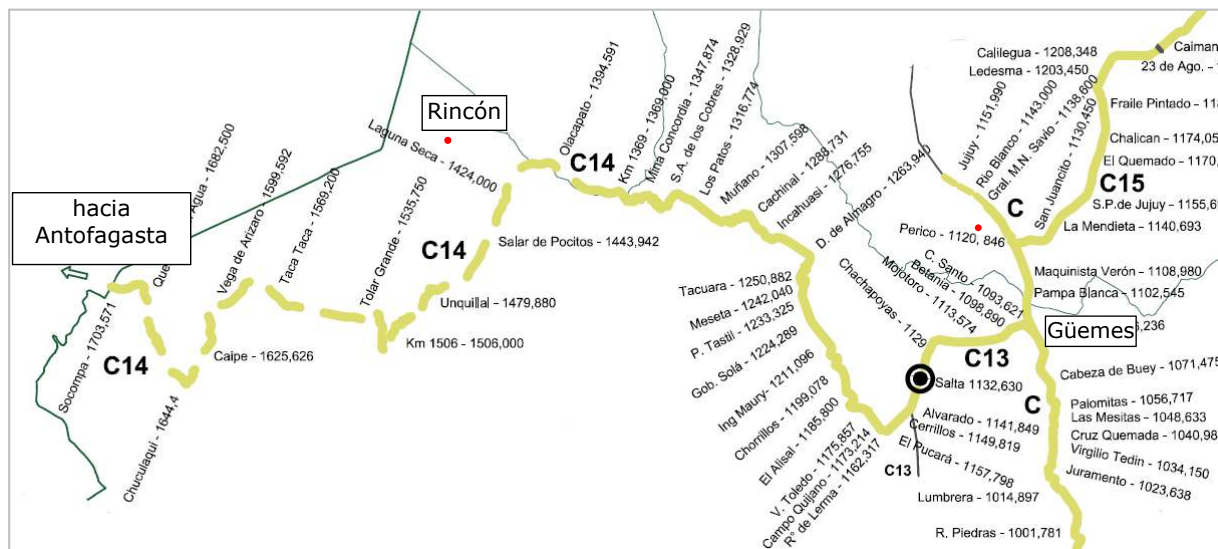 hacia
Antofagasta
Agua - 1682,500
Vega de Arizaro - 1599,592
Taca Taca - 1569,200
Tolar Grande - 1535,750
Laguna Seca - 1424,000
Rincón
Olacapato - 1394,591
C14
Km 1369 - 1369,000
Mina Concordia - 1347,874
S.A. de los Cobres - 1328,929
Los Patos - 1316,774
Muñano - 1307,598
Cachinal - 1288,731
Incahuasi - 1276,755
D. de Almagro - 1263,940
Calilegua - 1208,348
Ledesma - 1203,450
Jujuy - 1151,990
Rio Blanco - 1143,000
Gral. M.N. Savio - 1138,600
San Juancito - 1130,450
23 de Ago. -
Fraile Pintado -
Chalican - 1174,05
El Quemado - 1170,
C15
S.P.de Jujuy - 1155,6
La Mendieta - 1140,693
C
Perico - 1120, 846
C. Santo - 1093,621
Betania - 1098,890
Mojotoro - 1113,574
Chachapoyas - 1129
Maquinista Verón - 1108,980
Pampa Blanca - 1102,545
6,236
Güemes
C13
C
Cabeza de Buey - 1071,475
Palomitas - 1056,717
Las Mesitas - 1048,633
Cruz Quemada - 1040,98
Virgilio Tedin - 1034,150
Juramento - 1023,638
Salta 1132,630
Alvarado - 1141,849
Cerrillos - 1149,819
El Pucará - 1157,798
C13
Lumbrera - 1014,897
R. Piedras - 1001,781
Tacuara - 1250,882
Meseta - 1242,040
P. Tastil - 1233,325
Gob. Solá - 1224,289
Ing Maury- 1211,096
Chorrillos - 1199,078
El Alisal - 1185,800
V. Toledo - 1175,857
Campo Quijano - 1173,214
R° de Lerma - 1162,317
C14
Salar de Pocitos - 1443,942
Unquillal - 1479,880
Km 1506 - 1506,000
Caipe - 1625,626
C14
Socompa - 1703,571
Chuculaqui - 1644,4